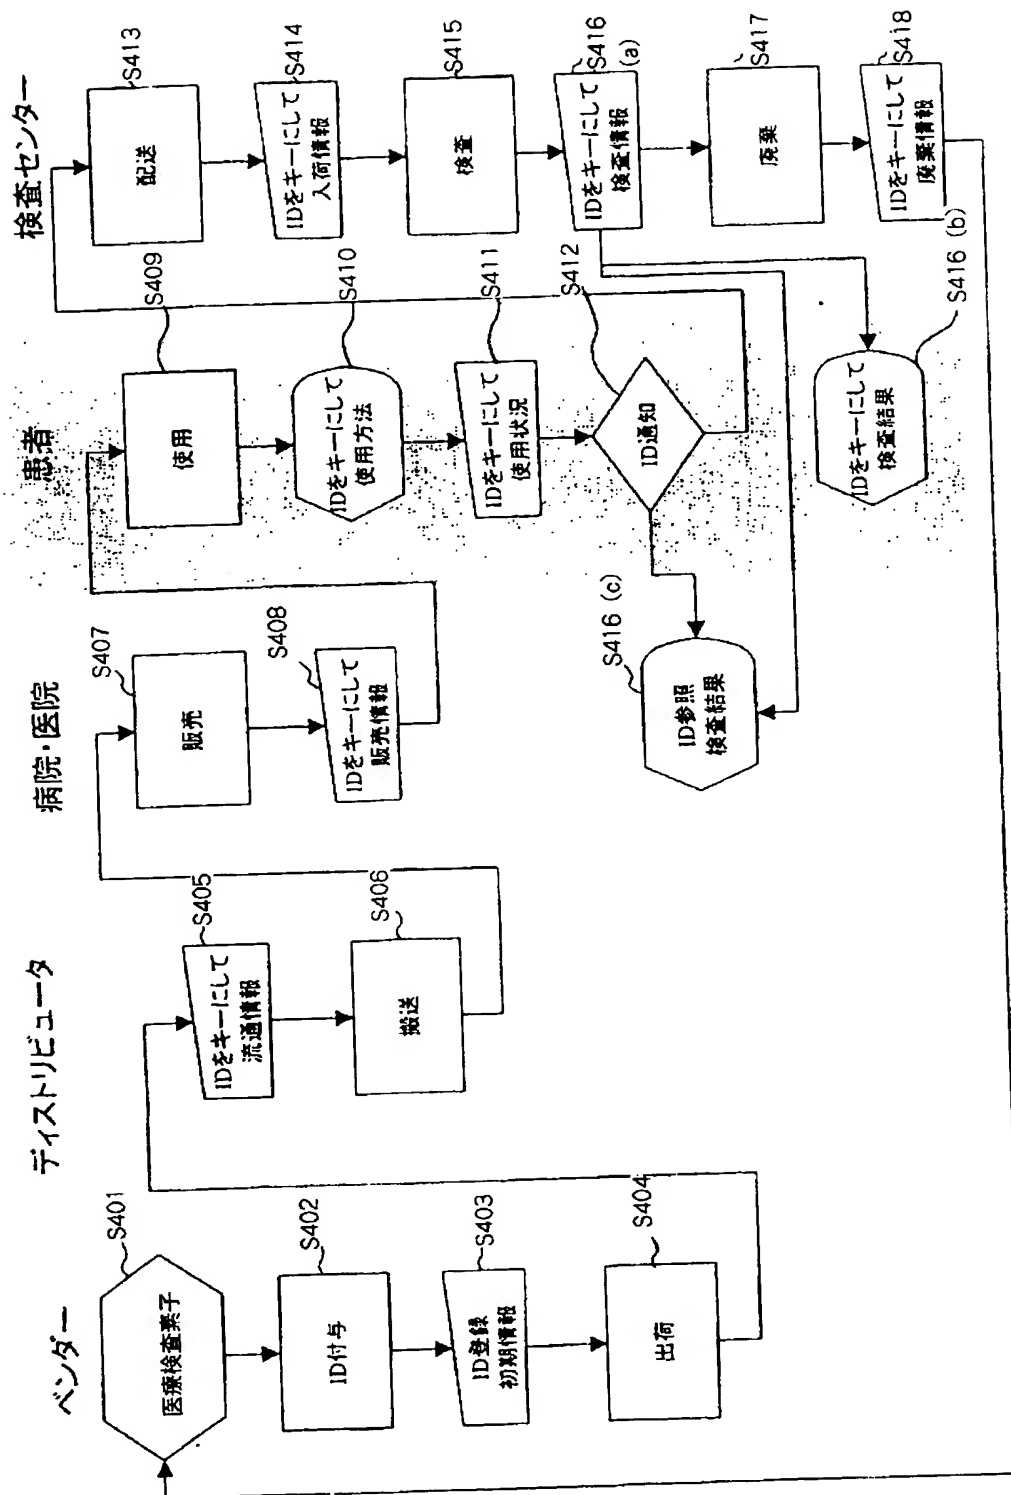 ベンダー
S401
医療検査素子
S402
ID付与
S403
ID登録
初期情報
S404
出荷
ディストリビュータ
S405
IDをキーにして
流通情報
S406
搬送
病院・医院
S407
販売
S408
IDをキーにして
販売情報
患者
S409
使用
S410
IDをキーにして
使用方法
S411
IDをキーにして
使用状況
S412
ID通知
S416 (c)
ID参照
検査結果
S416 (b)
IDをキーにして
検査結果
検査センター
S413
配送
S414
IDをキーにして
入荷情報
S415
検査
S416
(a)
IDをキーにして
検査情報
S417
廃棄
S418
IDをキーにして
廃棄情報